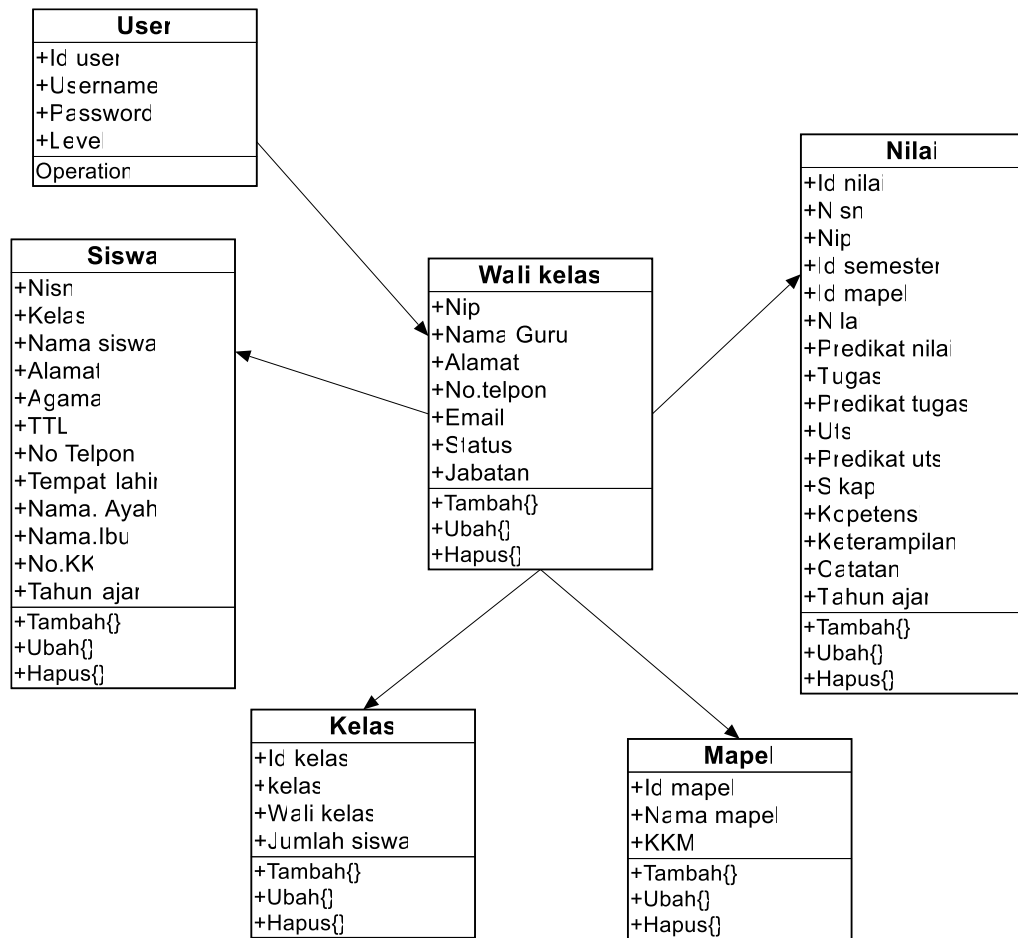 User
+Id user
+Username
+Password
+Level
Operation
Siswa
+Nisn
+Kelas
+Nama siswa
+Alamat
+Agama
+TTL
+No Telpon
+Tempat lahir
+Nama. Ayah
+Nama.Ibu
+No.KK
+Tahun ajar
+Tambah{}
+Ubah{}
+Hapus{}
Wali kelas
+Nip
+Nama Guru
+Alamat
+No.telpon
+Email
+Status
+Jabatan
+Tambah{}
+Ubah{}
+Hapus{}
Nilai
+Id nilai
+Nisn
+Nip
+Id semester
+Id mapel
+Nilai
+Predikat nilai
+Tugas
+Predikat tugas
+Uts
+Predikat uts
+Sikap
+Kopetensi
+Keterampilan
+Catatan
+Tahun ajar
+Tambah{}
+Ubah{}
+Hapus{}
Kelas
+Id kelas
+kelas
+Wali kelas
+Jumlah siswa
+Tambah{}
+Ubah{}
+Hapus{}
Mapel
+Id mapel
+Nama mapel
+KKM
+Tambah{}
+Ubah{}
+Hapus{}